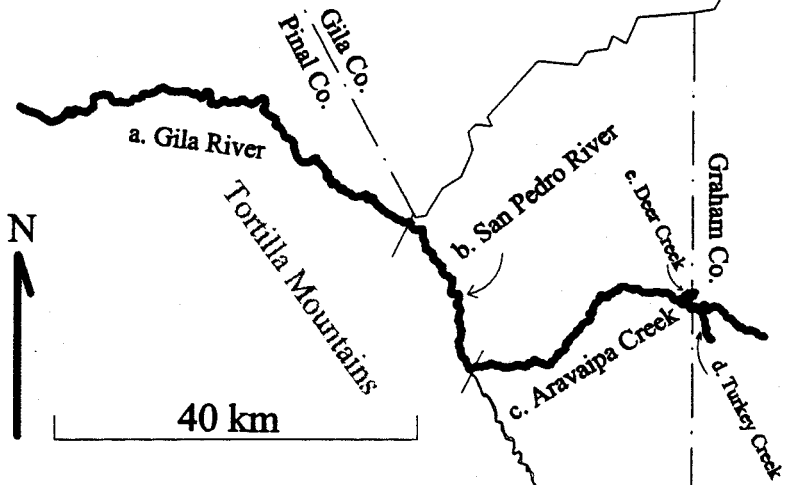 Gila Co.
Pinal Co.
a. Gila River
Tortilla Mountains
b. San Pedro River
e. Deer Creek
Graham Co.
N
c. Aravaipa Creek
d. Turkey Creek
40 km